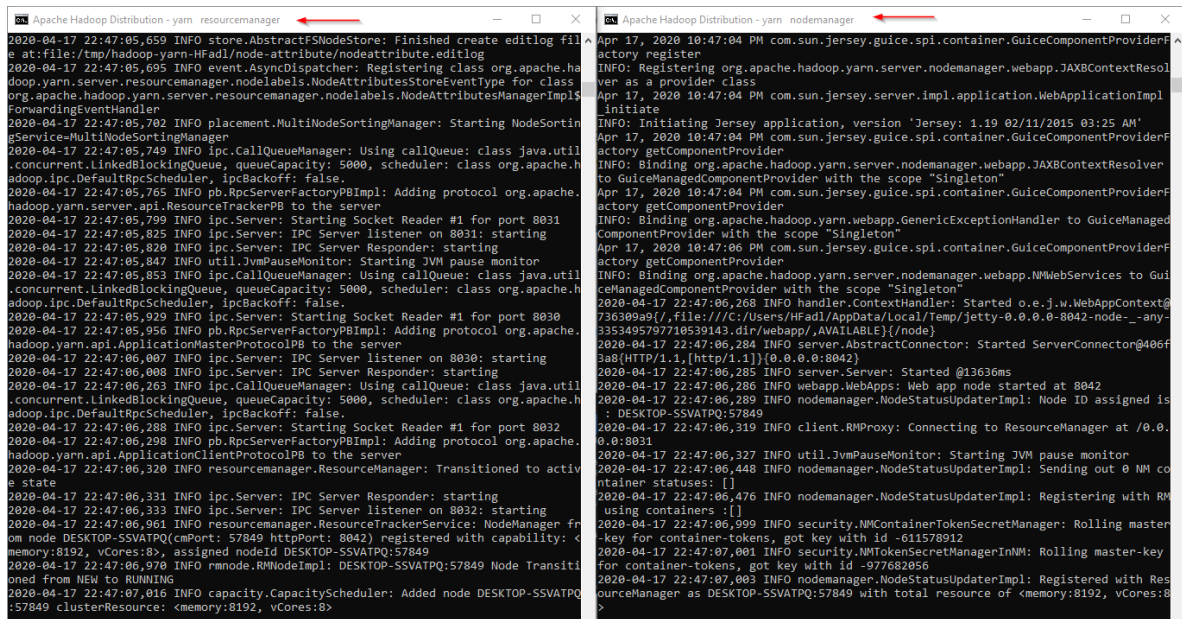 Apache Hadoop Distribution - yarn resourcemanager
2020-04-17 22:47:05,659 INFO store.AbstractFSNodeStore: Finished create editlog fil
e at:file:/tmp/hadoop-yarn-HFadl/node-attribute/nodeattribute.editlog
2020-04-17 22:47:05,695 INFO event.AsyncDispatcher: Registering class org.apache.ha
doop.yarn.server.resourcemanager.nodelabels.NodeAttributesStoreEventType for class
org.apache.hadoop.yarn.server.resourcemanager.nodelabels.NodeAttributesManagerImpl$
ForwardingEventHandler
2020-04-17 22:47:05,702 INFO placement.MultiNodeSortingManager: Starting NodeSortin
gService=MultiNodeSortingManager
2020-04-17 22:47:05,749 INFO ipc.CallQueueManager: Using callQueue: class java.util
.concurrent.LinkedBlockingQueue, queueCapacity: 5000, scheduler: class org.apache.h
adoop.ipc.DefaultRpcScheduler, ipcBackoff: false.
2020-04-17 22:47:05,765 INFO pb.RpcServerFactoryPBImpl: Adding protocol org.apache.
hadoop.yarn.server.api.ResourceTrackerPB to the server
2020-04-17 22:47:05,799 INFO ipc.Server: Starting Socket Reader #1 for port 8031
2020-04-17 22:47:05,825 INFO ipc.Server: IPC Server listener on 8031: starting
2020-04-17 22:47:05,820 INFO ipc.Server: IPC Server Responder: starting
2020-04-17 22:47:05,847 INFO util.JvmPauseMonitor: Starting JVM pause monitor
2020-04-17 22:47:05,853 INFO ipc.CallQueueManager: Using callQueue: class java.util
.concurrent.LinkedBlockingQueue, queueCapacity: 5000, scheduler: class org.apache.h
adoop.ipc.DefaultRpcScheduler, ipcBackoff: false.
2020-04-17 22:47:05,929 INFO ipc.Server: Starting Socket Reader #1 for port 8030
2020-04-17 22:47:05,956 INFO pb.RpcServerFactoryPBImpl: Adding protocol org.apache.
hadoop.yarn.api.ApplicationMasterProtocolPB to the server
2020-04-17 22:47:06,007 INFO ipc.Server: IPC Server listener on 8030: starting
2020-04-17 22:47:06,008 INFO ipc.Server: IPC Server Responder: starting
2020-04-17 22:47:06,263 INFO ipc.CallQueueManager: Using callQueue: class java.util
.concurrent.LinkedBlockingQueue, queueCapacity: 5000, scheduler: class org.apache.h
adoop.ipc.DefaultRpcScheduler, ipcBackoff: false.
2020-04-17 22:47:06,288 INFO ipc.Server: Starting Socket Reader #1 for port 8032
2020-04-17 22:47:06,298 INFO pb.RpcServerFactoryPBImpl: Adding protocol org.apache.
hadoop.yarn.api.ApplicationClientProtocolPB to the server
2020-04-17 22:47:06,320 INFO resourcemanager.ResourceManager: Transitioned to activ
e state
2020-04-17 22:47:06,331 INFO ipc.Server: IPC Server Responder: starting
2020-04-17 22:47:06,333 INFO ipc.Server: IPC Server listener on 8032: starting
2020-04-17 22:47:06,961 INFO resourcemanager.ResourceTrackerService: NodeManager fr
om node DESKTOP-SSVATPQ(cmPort: 57849 httpPort: 8042) registered with capability: <
memory:8192, vCores:8>, assigned nodeId DESKTOP-SSVATPQ:57849
2020-04-17 22:47:06,970 INFO rmnode.RMNodeImpl: DESKTOP-SSVATPQ:57849 Node Transiti
oned from NEW to RUNNING
2020-04-17 22:47:07,016 INFO capacity.CapacityScheduler: Added node DESKTOP-SSVATPQ
:57849 clusterResource: <memory:8192, vCores:8>
Apache Hadoop Distribution - yarn nodemanager
Apr 17, 2020 10:47:04 PM com.sun.jersey.guice.spi.container.GuiceComponentProviderF
actory register
INFO: Registering org.apache.hadoop.yarn.server.nodemanager.webapp.JAXBContextResol
ver as a provider class
Apr 17, 2020 10:47:04 PM com.sun.jersey.server.impl.application.WebApplicationImpl
_initiate
INFO: Initiating Jersey application, version 'Jersey: 1.19 02/11/2015 03:25 AM'
Apr 17, 2020 10:47:04 PM com.sun.jersey.guice.spi.container.GuiceComponentProviderF
actory getComponentProvider
INFO: Binding org.apache.hadoop.yarn.server.nodemanager.webapp.JAXBContextResolver
to GuiceManagedComponentProvider with the scope "Singleton"
Apr 17, 2020 10:47:04 PM com.sun.jersey.guice.spi.container.GuiceComponentProviderF
actory getComponentProvider
INFO: Binding org.apache.hadoop.yarn.webapp.GenericExceptionHandler to GuiceManaged
ComponentProvider with the scope "Singleton"
Apr 17, 2020 10:47:06 PM com.sun.jersey.guice.spi.container.GuiceComponentProviderF
actory getComponentProvider
INFO: Binding org.apache.hadoop.yarn.server.nodemanager.webapp.NMWebServices to Gui
ceManagedComponentProvider with the scope "Singleton"
2020-04-17 22:47:06,268 INFO handler.ContextHandler: Started o.e.j.w.WebAppContext@
736309a9{/,file:///C:/Users/HFadl/AppData/Local/Temp/jetty-0.0.0.0-8042-node-_-any-
3353495797710539143.dir/webapp/,AVAILABLE}{/node}
2020-04-17 22:47:06,284 INFO server.AbstractConnector: Started ServerConnector@406f
3a8{HTTP/1.1,[http/1.1]}{0.0.0.0:8042}
2020-04-17 22:47:06,285 INFO server.Server: Started @13636ms
2020-04-17 22:47:06,286 INFO webapp.WebApps: Web app node started at 8042
2020-04-17 22:47:06,289 INFO nodemanager.NodeStatusUpdaterImpl: Node ID assigned is
: DESKTOP-SSVATPQ:57849
2020-04-17 22:47:06,319 INFO client.RMProxy: Connecting to ResourceManager at /0.0.
0.0:8031
2020-04-17 22:47:06,327 INFO util.JvmPauseMonitor: Starting JVM pause monitor
2020-04-17 22:47:06,448 INFO nodemanager.NodeStatusUpdaterImpl: Sending out 0 NM co
ntainer statuses: []
2020-04-17 22:47:06,476 INFO nodemanager.NodeStatusUpdaterImpl: Registering with RM
using containers :[]
2020-04-17 22:47:06,999 INFO security.NMContainerTokenSecretManager: Rolling master
-key for container-tokens, got key with id -611578912
2020-04-17 22:47:07,001 INFO security.NMTokenSecretManagerInNM: Rolling master-key
for container-tokens, got key with id -977682056
2020-04-17 22:47:07,003 INFO nodemanager.NodeStatusUpdaterImpl: Registered with Res
ourceManager as DESKTOP-SSVATPQ:57849 with total resource of <memory:8192, vCores:8
>